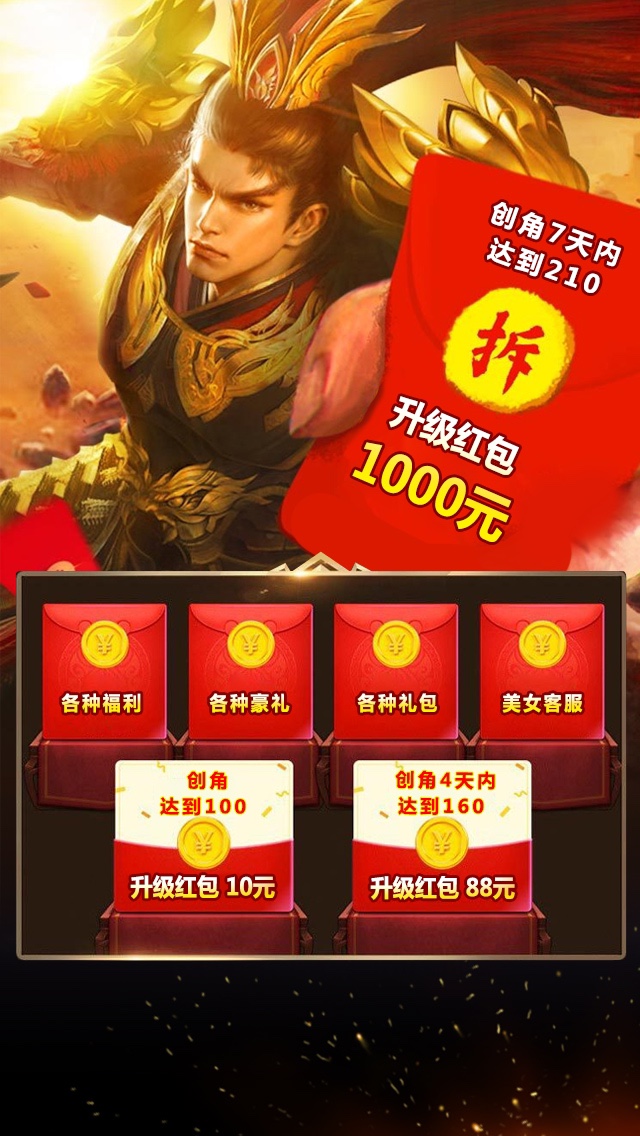 创角7天内
达到210
拆
升级红包
1000元
¥ ¥ ¥ ¥
各种福利 各种豪礼 各种礼包 美女客服
创角
达到100
¥
升级红包 10元
创角4天内
达到160
¥
升级红包 88元